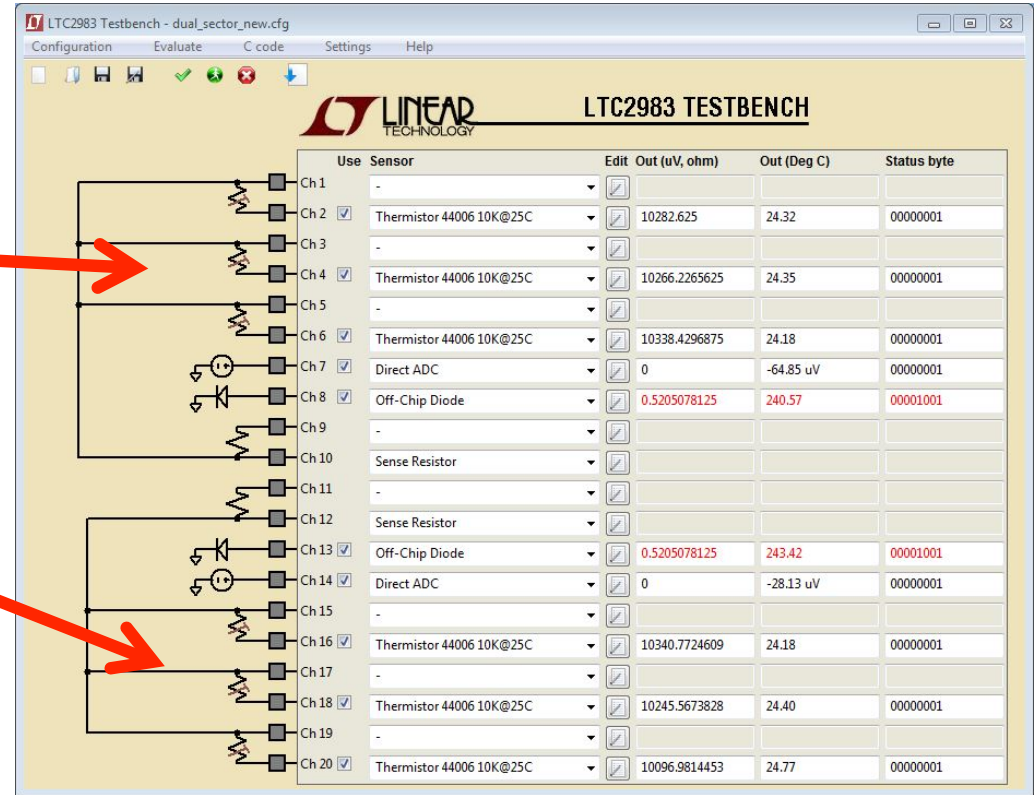 LTC2983 Testbench - dual_sector_new.cfg
Configuration Evaluate C code Settings Help
LINEAR TECHNOLOGY
LTC2983 TESTBENCH
Use Sensor Edit Out (uV, ohm) Out (Deg C) Status byte
Ch 1 -
Ch 2 Thermistor 44006 10K@25C 10282.625 24.32 00000001
Ch 3 -
Ch 4 Thermistor 44006 10K@25C 10266.2265625 24.35 00000001
Ch 5 -
Ch 6 Thermistor 44006 10K@25C 10338.4296875 24.18 00000001
Ch 7 Direct ADC 0 -64.85 uV 00000001
Ch 8 Off-Chip Diode 0.5205078125 240.57 00001001
Ch 9 -
Ch 10 Sense Resistor
Ch 11 -
Ch 12 Sense Resistor
Ch 13 Off-Chip Diode 0.5205078125 243.42 00001001
Ch 14 Direct ADC 0 -28.13 uV 00000001
Ch 15 -
Ch 16 Thermistor 44006 10K@25C 10340.7724609 24.18 00000001
Ch 17 -
Ch 18 Thermistor 44006 10K@25C 10245.5673828 24.40 00000001
Ch 19 -
Ch 20 Thermistor 44006 10K@25C 10096.9814453 24.77 00000001